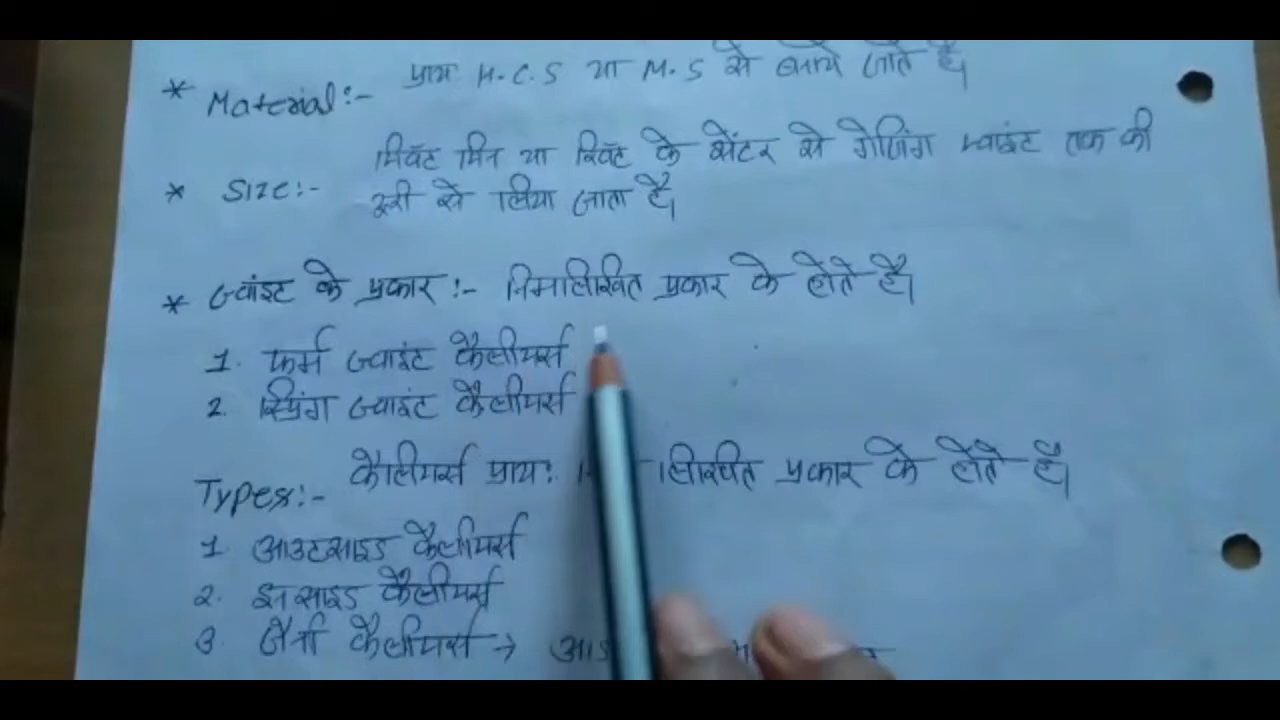 प्रायः H.C.S या M.S से बनाये जाते है।
* Material:-
पिवॅट पिन या रिवॅट के सेंटर से गेजिंग प्वाइंट तक की
* Size:- दूरी से लिया जाता है।
* ज्वांइट के प्रकार :- निम्नलिखित प्रकार के होते है।
1. फर्म ज्वाइंट कैलीपर्स
2. स्प्रिंग ज्वाइंट कैलीपर्स
कैलीपर्स प्रायः लिखित प्रकार के होते है।
Types:-
1. आउटसाइड कैलीपर्स
2. इनसाइड कैलीपर्स
3. जैनी कैलीपर्स →